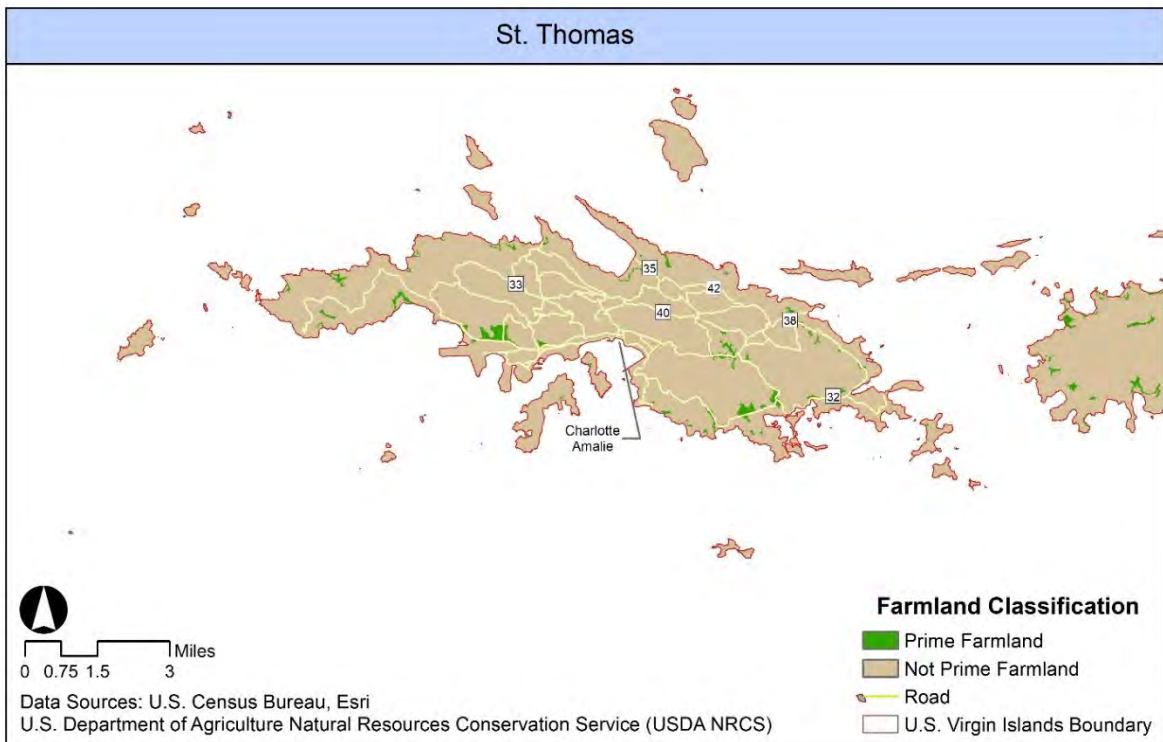 St. Thomas
33
35
42
40
38
32
Charlotte
Amalie
Miles
0 0.75 1.5 3
Data Sources: U.S. Census Bureau, Esri
U.S. Department of Agriculture Natural Resources Conservation Service (USDA NRCS)
Farmland Classification
Prime Farmland
Not Prime Farmland
Road
U.S. Virgin Islands Boundary